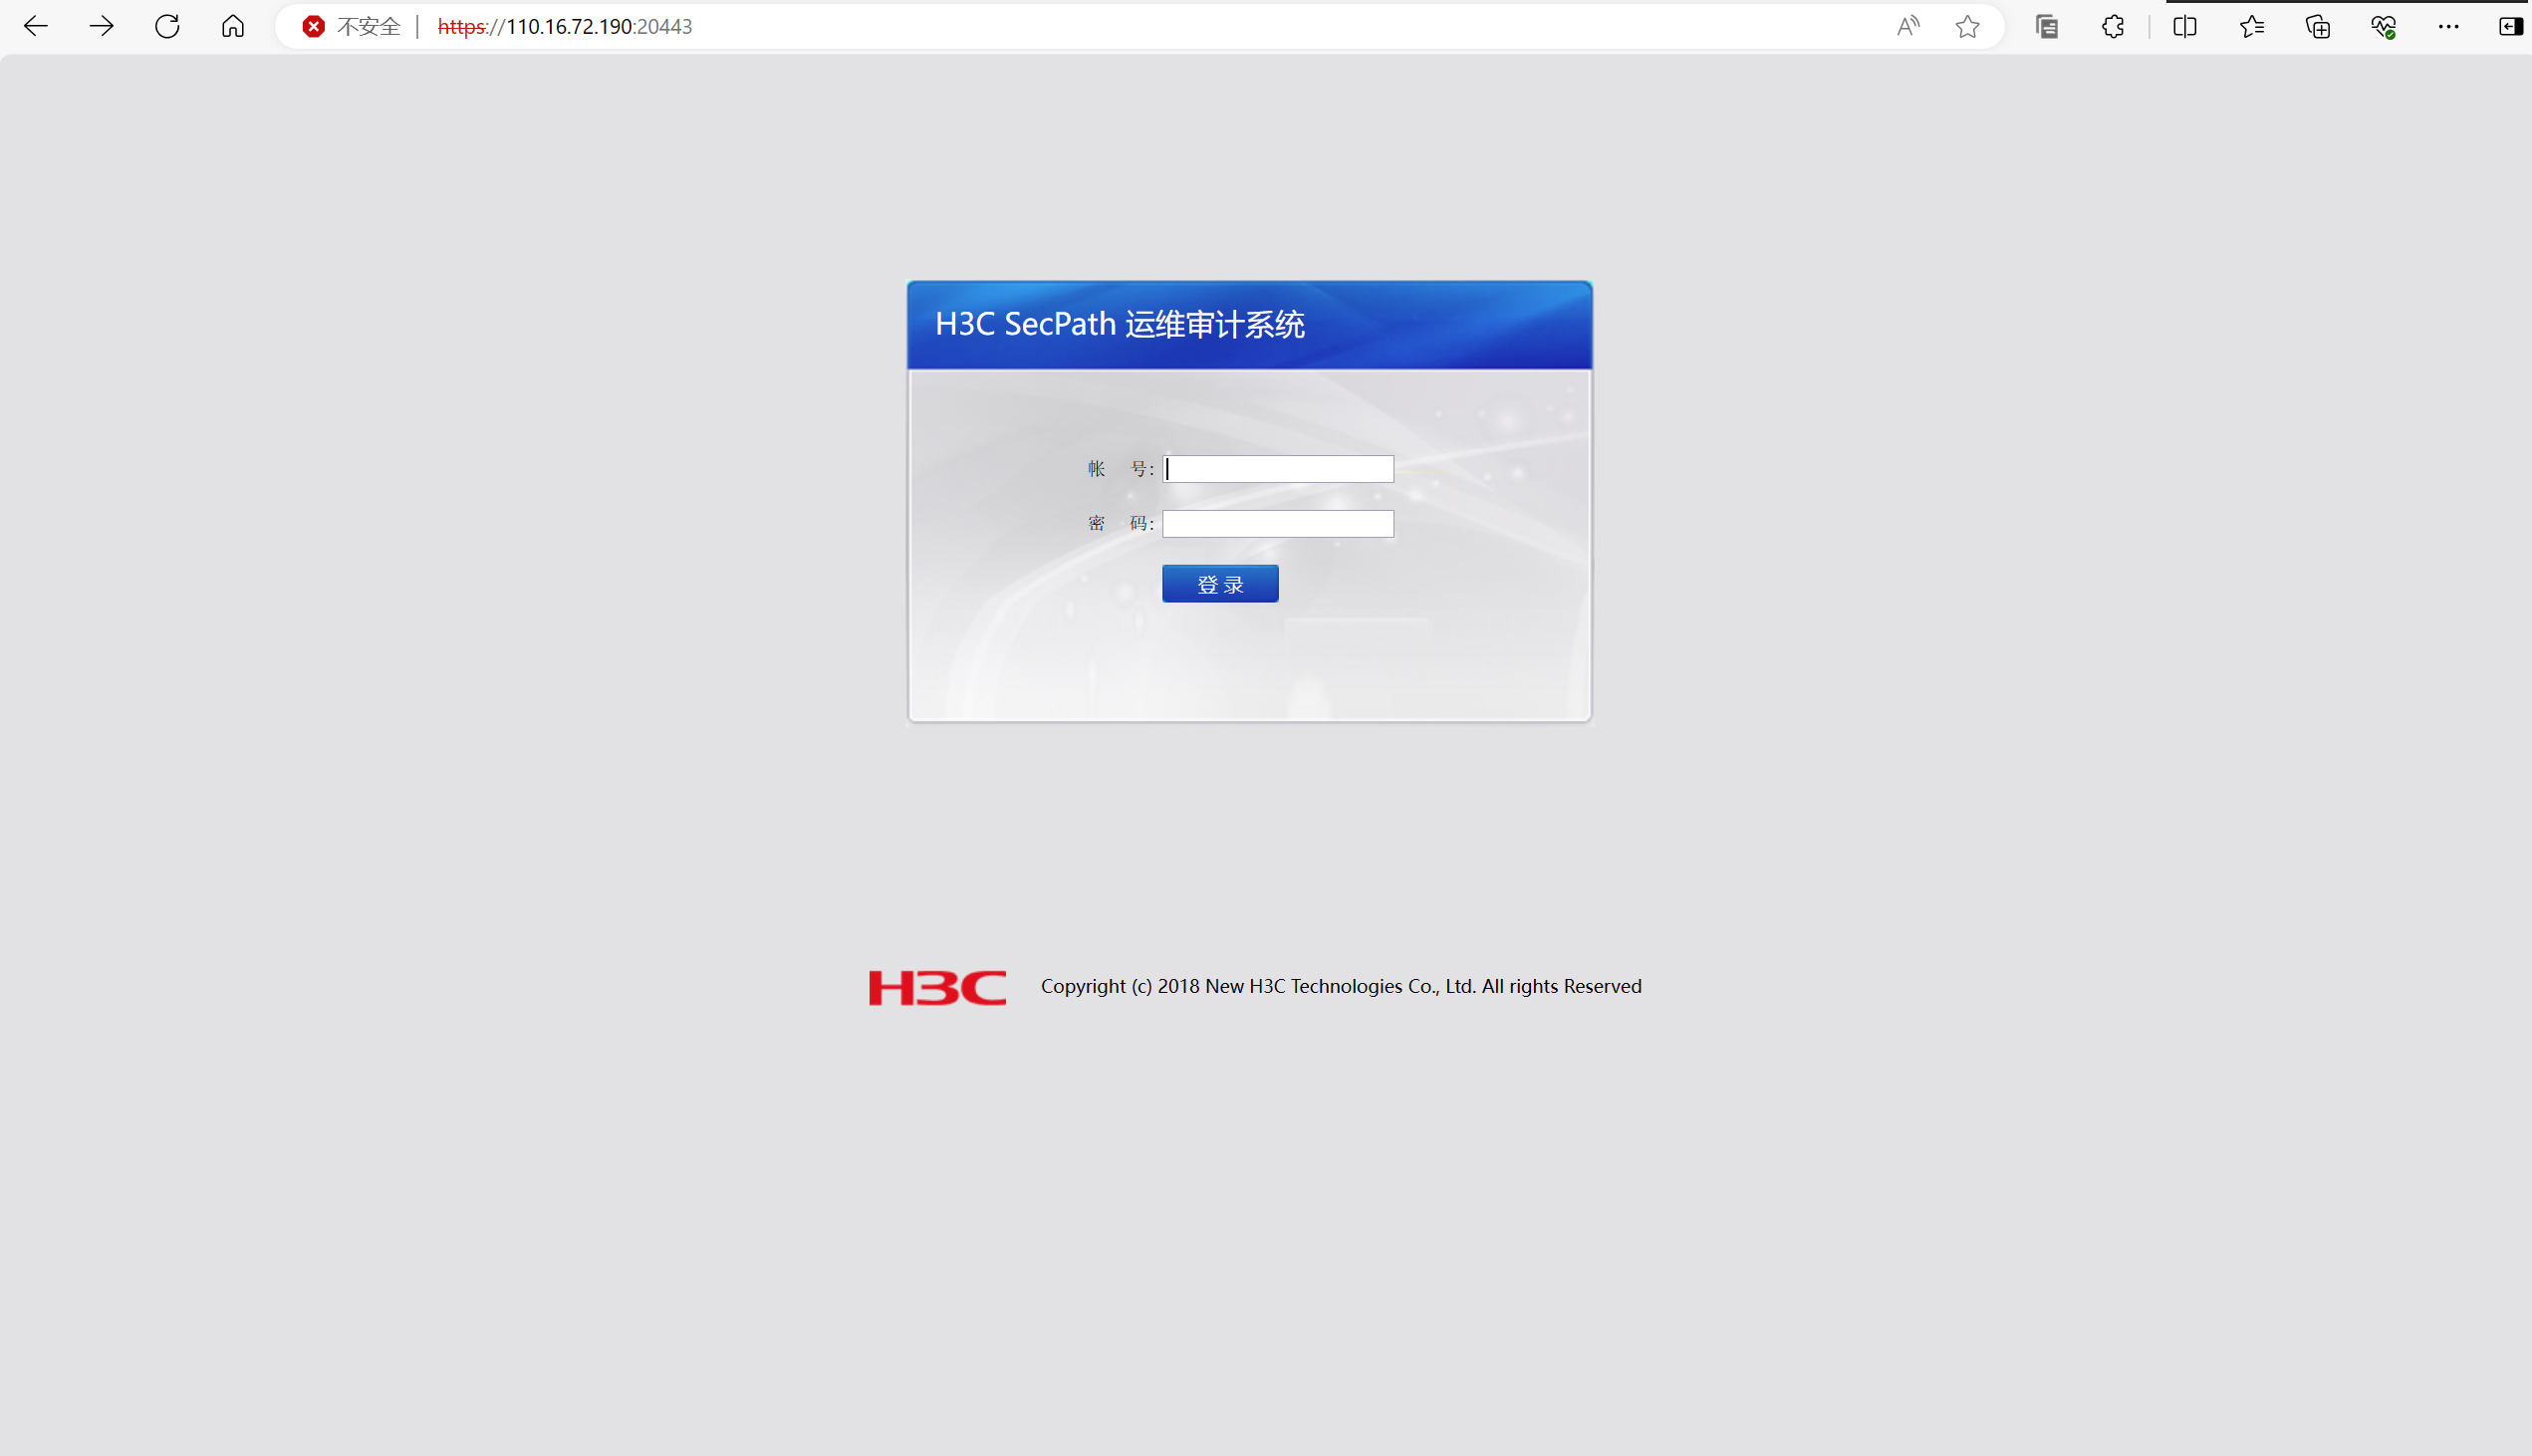 不安全 https://110.16.72.190:20443
H3C SecPath 运维审计系统
帐 号:
密 码:
登 录
H3C Copyright (c) 2018 New H3C Technologies Co., Ltd. All rights Reserved